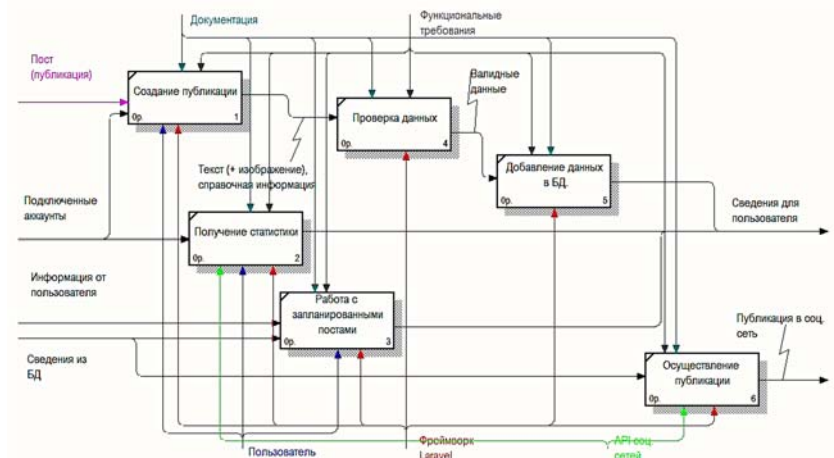 Документация
Функциональные
требования
Пост
(публикация)
Создание публикации
0р.
1
Валидные
данные
Проверка данных
0р.
4
Текст (+ изображение),
справочная информация
Добавление данных
в БД.
0р.
5
Подключенные
аккаунты
Сведения для
пользователя
Получение статистики
0р.
2
Информация от
пользователя
Работа с
запланированными
постами
0р.
3
Публикация в соц.
сеть
Сведения из
БД
Осуществление
публикации
0р.
6
Пользователь
Фреймворк
Laravel
API соц.
сетей